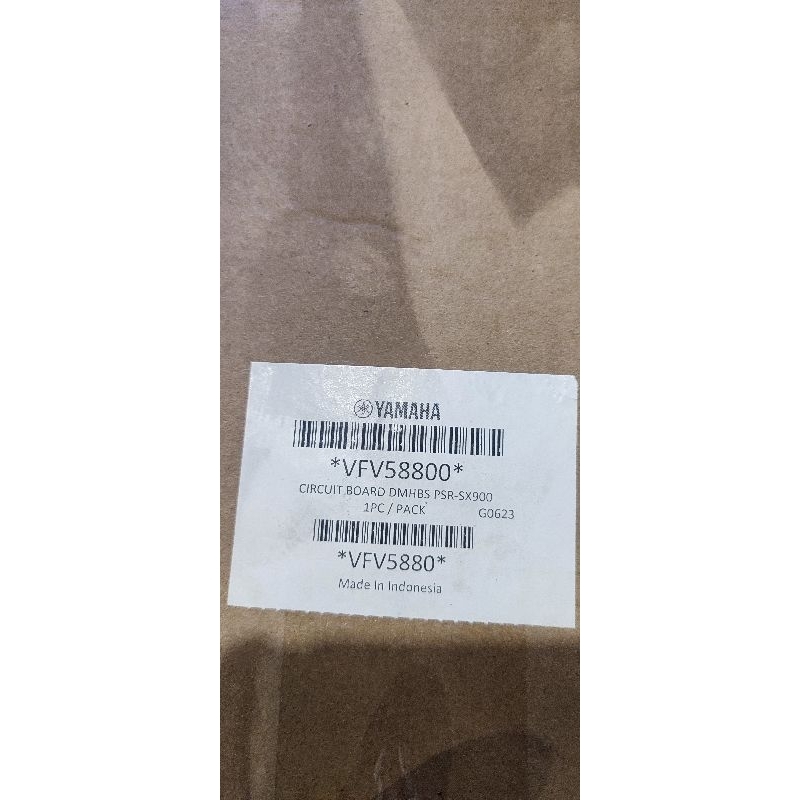 YAMAHA
*VFV58800*
CIRCUIT BOARD DMHBS PSR-SX900
1PC / PACK G0623
*VFV5880*
Made In Indonesia